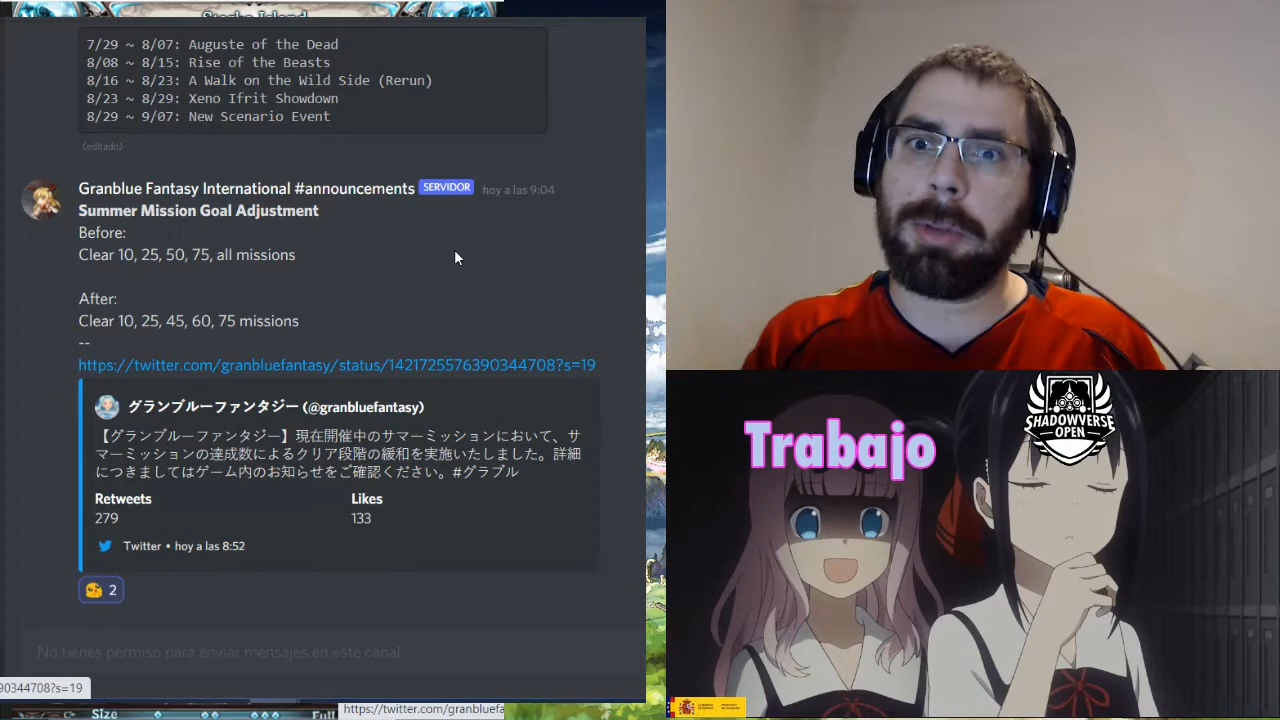 7/29 ~ 8/07: Auguste of the Dead
8/08 ~ 8/15: Rise of the Beasts
8/16 ~ 8/23: A Walk on the Wild Side (Rerun)
8/23 ~ 8/29: Xeno Ifrit Showdown
8/29 ~ 9/07: New Scenario Event
(editado)
Granblue Fantasy International #announcements SERVIDOR hoy a las 9:04
Summer Mission Goal Adjustment
Before:
Clear 10, 25, 50, 75, all missions
After:
Clear 10, 25, 45, 60, 75 missions
--
https://twitter.com/granbluefantasy/status/1421725576390344708?s=19
グランブルーファンタジー (@granbluefantasy)
【グランブルーファンタジー】現在開催中のサマーミッションにおいて、サ
マーミッションの達成数によるクリア段階の緩和を実施いたしました。詳細
につきましてはゲーム内のお知らせをご確認ください。#グラブル
Retweets Likes
279 133
Twitter • hoy a las 8:52
2
No tienes permiso para enviar mensajes en este canal
90344708?s=19
Size
Full
https://twitter.com/granbluefa
Trabajo
SHADOWVERSE
OPEN